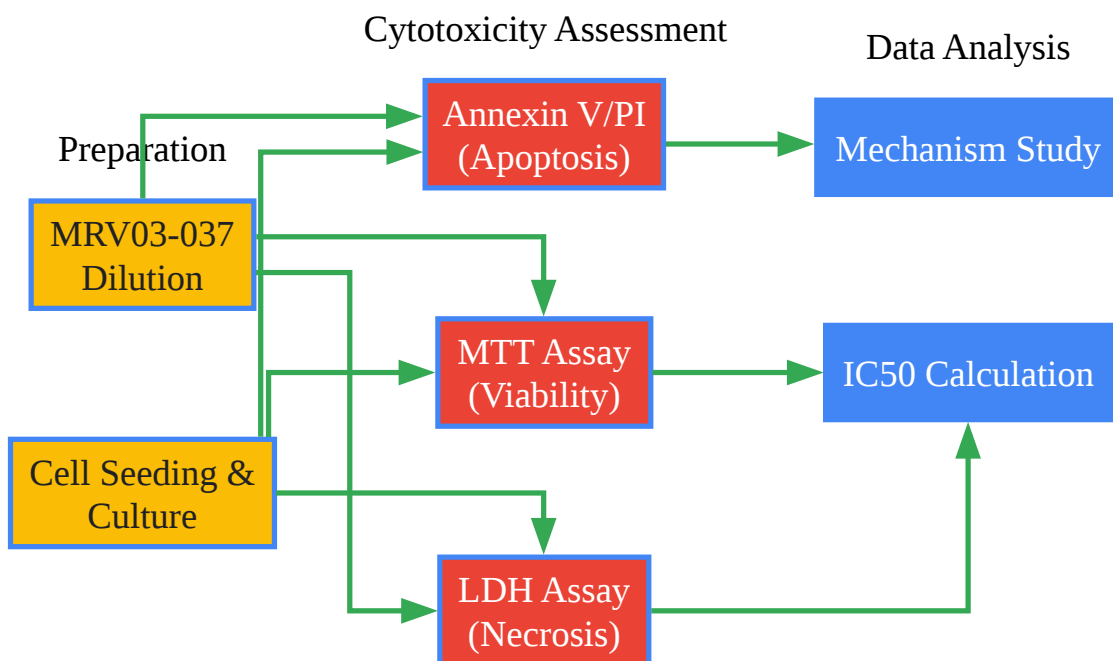 Cytotoxicity Assessment
Data Analysis
Preparation
Annexin V/PI
(Apoptosis)
Mechanism Study
MRV03-037
Dilution
MTT Assay
(Viability)
IC50 Calculation
Cell Seeding &
Culture
LDH Assay
(Necrosis)